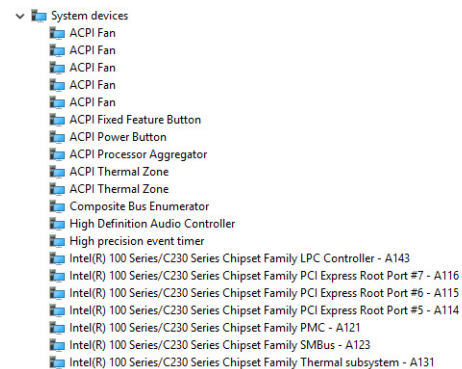 System devices
ACPI Fan
ACPI Fan
ACPI Fan
ACPI Fan
ACPI Fan
ACPI Fixed Feature Button
ACPI Power Button
ACPI Processor Aggregator
ACPI Thermal Zone
ACPI Thermal Zone
Composite Bus Enumerator
High Definition Audio Controller
High precision event timer
Intel(R) 100 Series/C230 Series Chipset Family LPC Controller - A143
Intel(R) 100 Series/C230 Series Chipset Family PCI Express Root Port #7 - A116
Intel(R) 100 Series/C230 Series Chipset Family PCI Express Root Port #6 - A115
Intel(R) 100 Series/C230 Series Chipset Family PCI Express Root Port #5 - A114
Intel(R) 100 Series/C230 Series Chipset Family PMC - A121
Intel(R) 100 Series/C230 Series Chipset Family SMBus - A123
Intel(R) 100 Series/C230 Series Chipset Family Thermal subsystem - A131